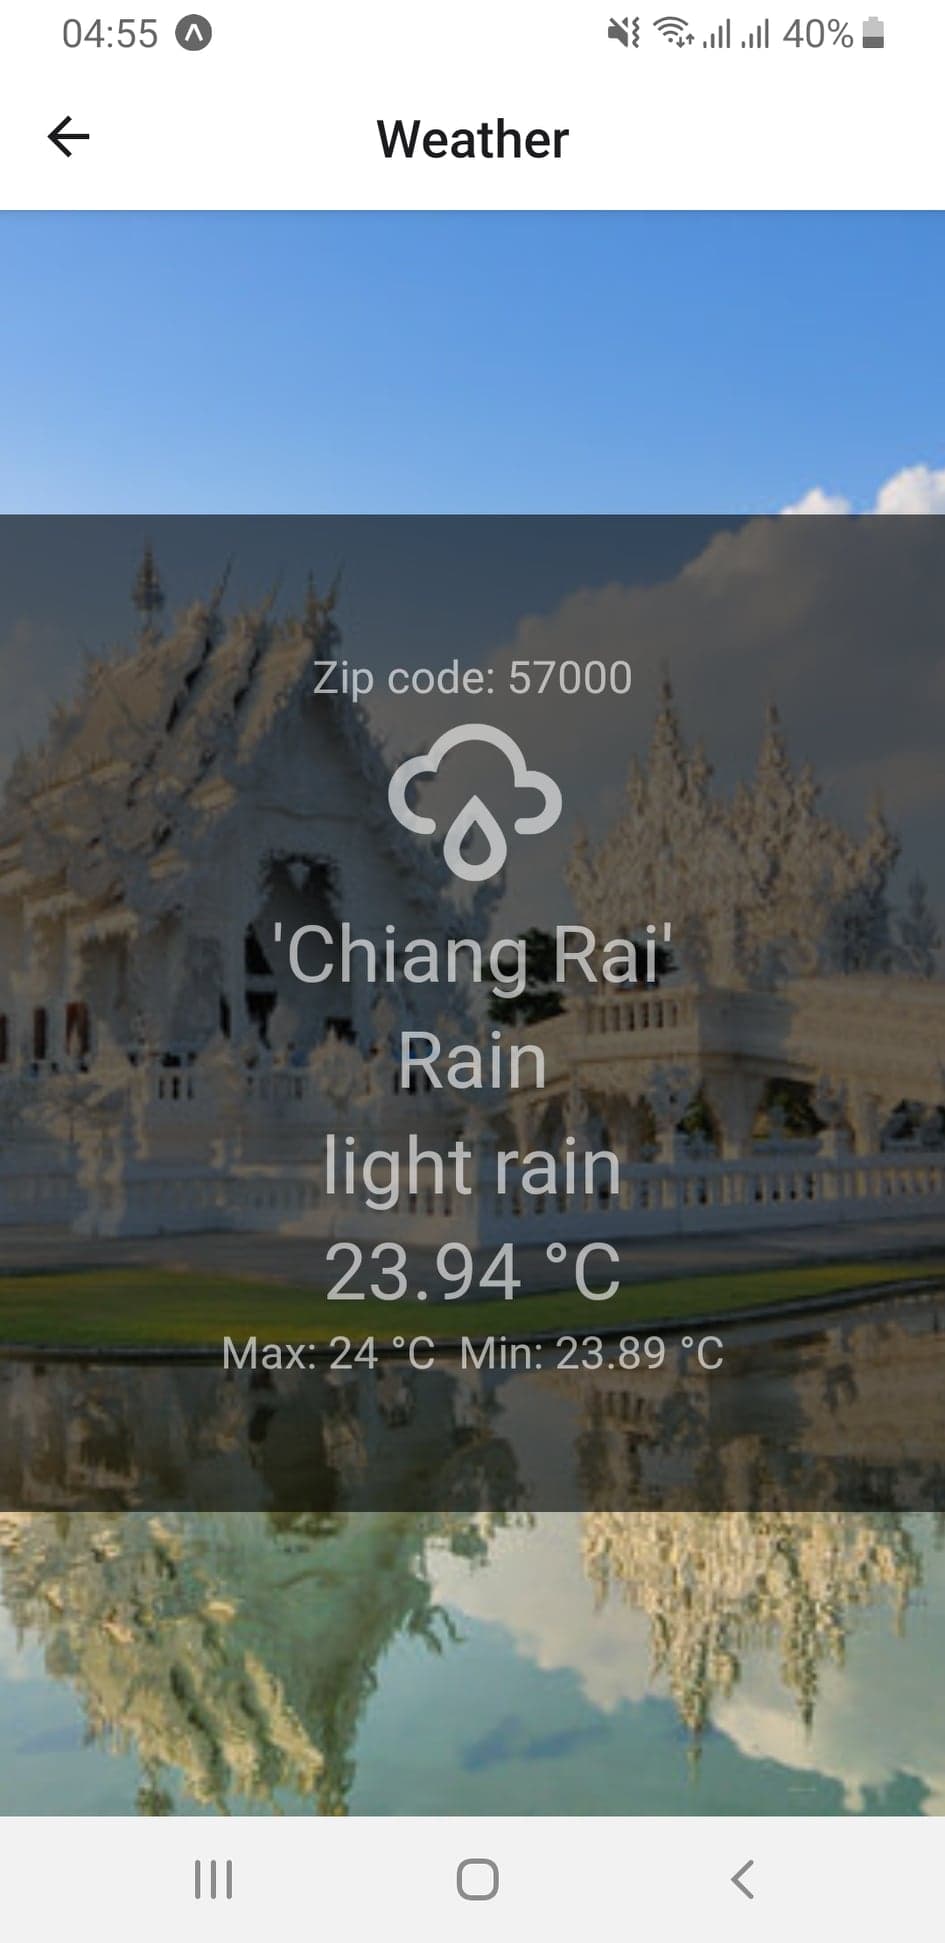 04:55
40%
Weather
Zip code: 57000
'Chiang Rai'
Rain
light rain
23.94 °C
Max: 24 °C  Min: 23.89 °C